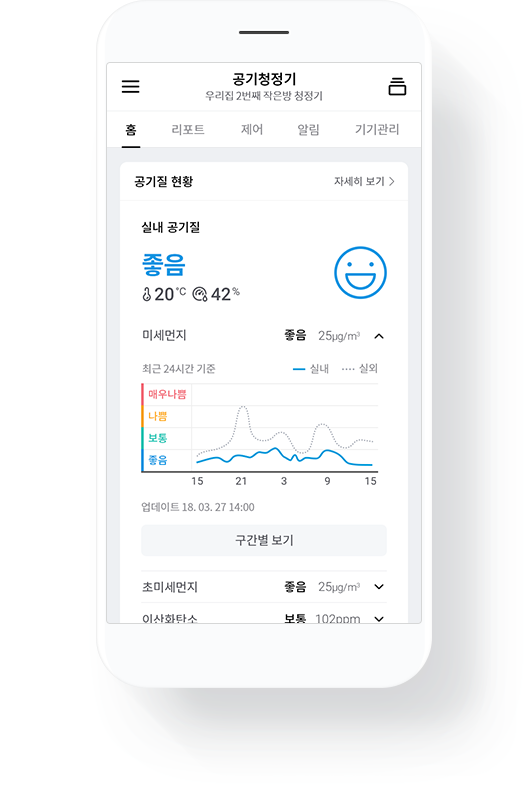 공기청정기
우리집 2번째 작은방 청정기
홈 리포트 제어 알림 기기관리
공기질 현황 자세히 보기
실내 공기질
좋음
20°C 42%
미세먼지 좋음 25µg/m³
최근 24시간 기준 실내 실외
매우나쁨
나쁨
보통
좋음
15 21 3 9 15
업데이트 18. 03. 27 14:00
구간별 보기
초미세먼지 좋음 25µg/m³
이산화탄소 보통 102ppm